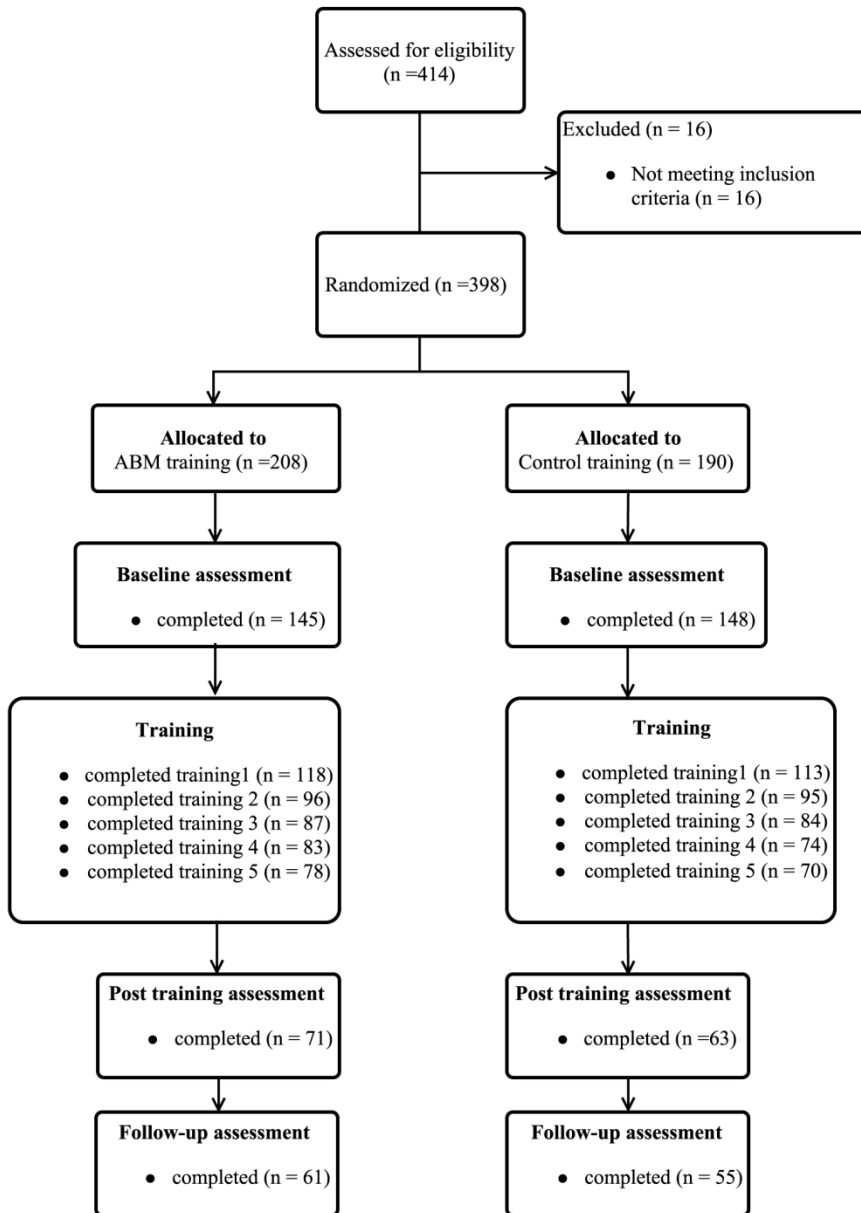 Assessed for eligibility
(n =414)
Excluded (n = 16)
● Not meeting inclusion
criteria (n = 16)
Randomized (n =398)
Allocated to
ABM training (n =208)
Allocated to
Control training (n = 190)
Baseline assessment
● completed (n = 145)
Baseline assessment
● completed (n = 148)
Training
● completed training1 (n = 118)
● completed training 2 (n = 96)
● completed training 3 (n = 87)
● completed training 4 (n = 83)
● completed training 5 (n = 78)
Training
● completed training1 (n = 113)
● completed training 2 (n = 95)
● completed training 3 (n = 84)
● completed training 4 (n = 74)
● completed training 5 (n = 70)
Post training assessment
● completed (n = 71)
Post training assessment
● completed (n =63)
Follow-up assessment
● completed (n = 61)
Follow-up assessment
● completed (n = 55)